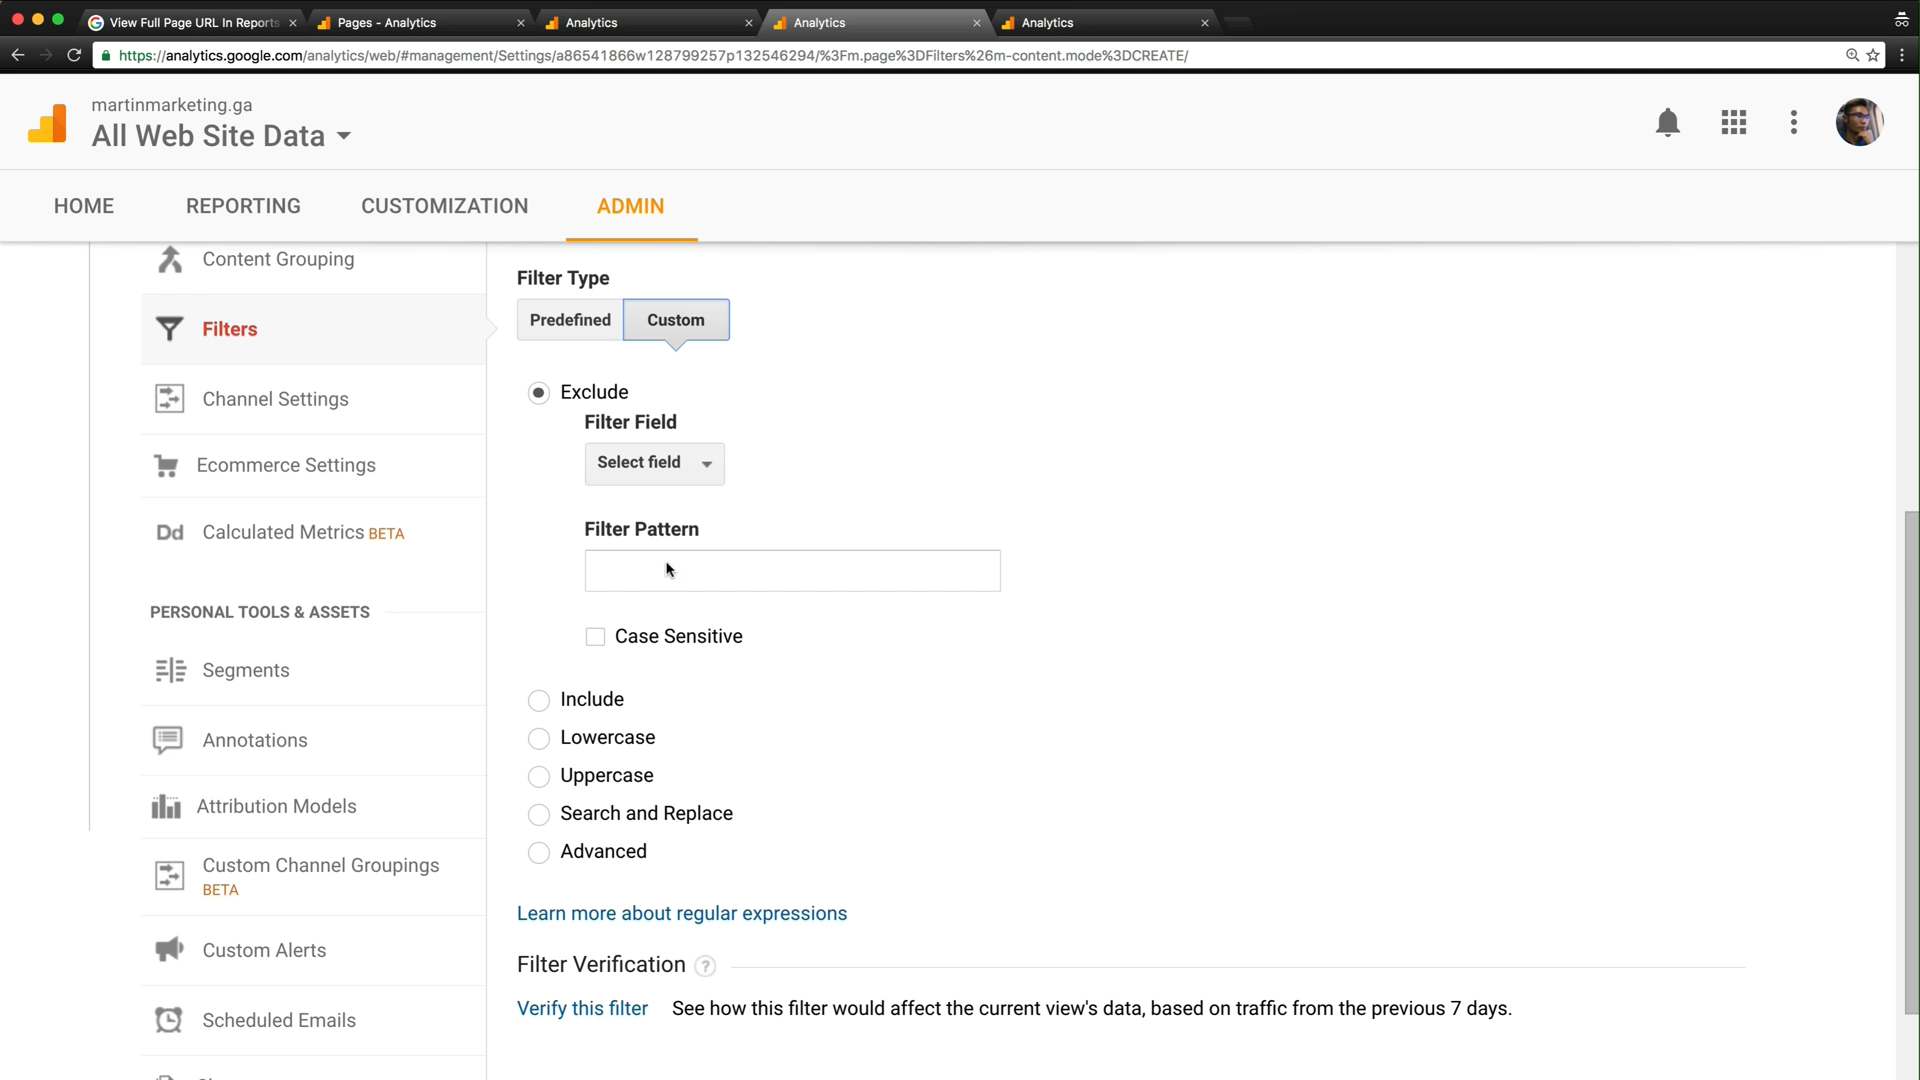 View Full Page URL In Reports
Pages - Analytics
Analytics
Analytics
Analytics
https://analytics.google.com/analytics/web/#management/Settings/a86541866w128799257p132546294/%3Fm.page%3DFilters%26m-content.mode%3DCREATE/
martinmarketing.ga
All Web Site Data
HOME
REPORTING
CUSTOMIZATION
ADMIN
Content Grouping
Filters
Channel Settings
Ecommerce Settings
Dd Calculated Metrics BETA
PERSONAL TOOLS & ASSETS
Segments
Annotations
Attribution Models
Custom Channel Groupings
BETA
Custom Alerts
Scheduled Emails
Filter Type
Predefined
Custom
Exclude
Filter Field
Select field
Filter Pattern
Case Sensitive
Include
Lowercase
Uppercase
Search and Replace
Advanced
Learn more about regular expressions
Filter Verification ?
Verify this filter See how this filter would affect the current view's data, based on traffic from the previous 7 days.